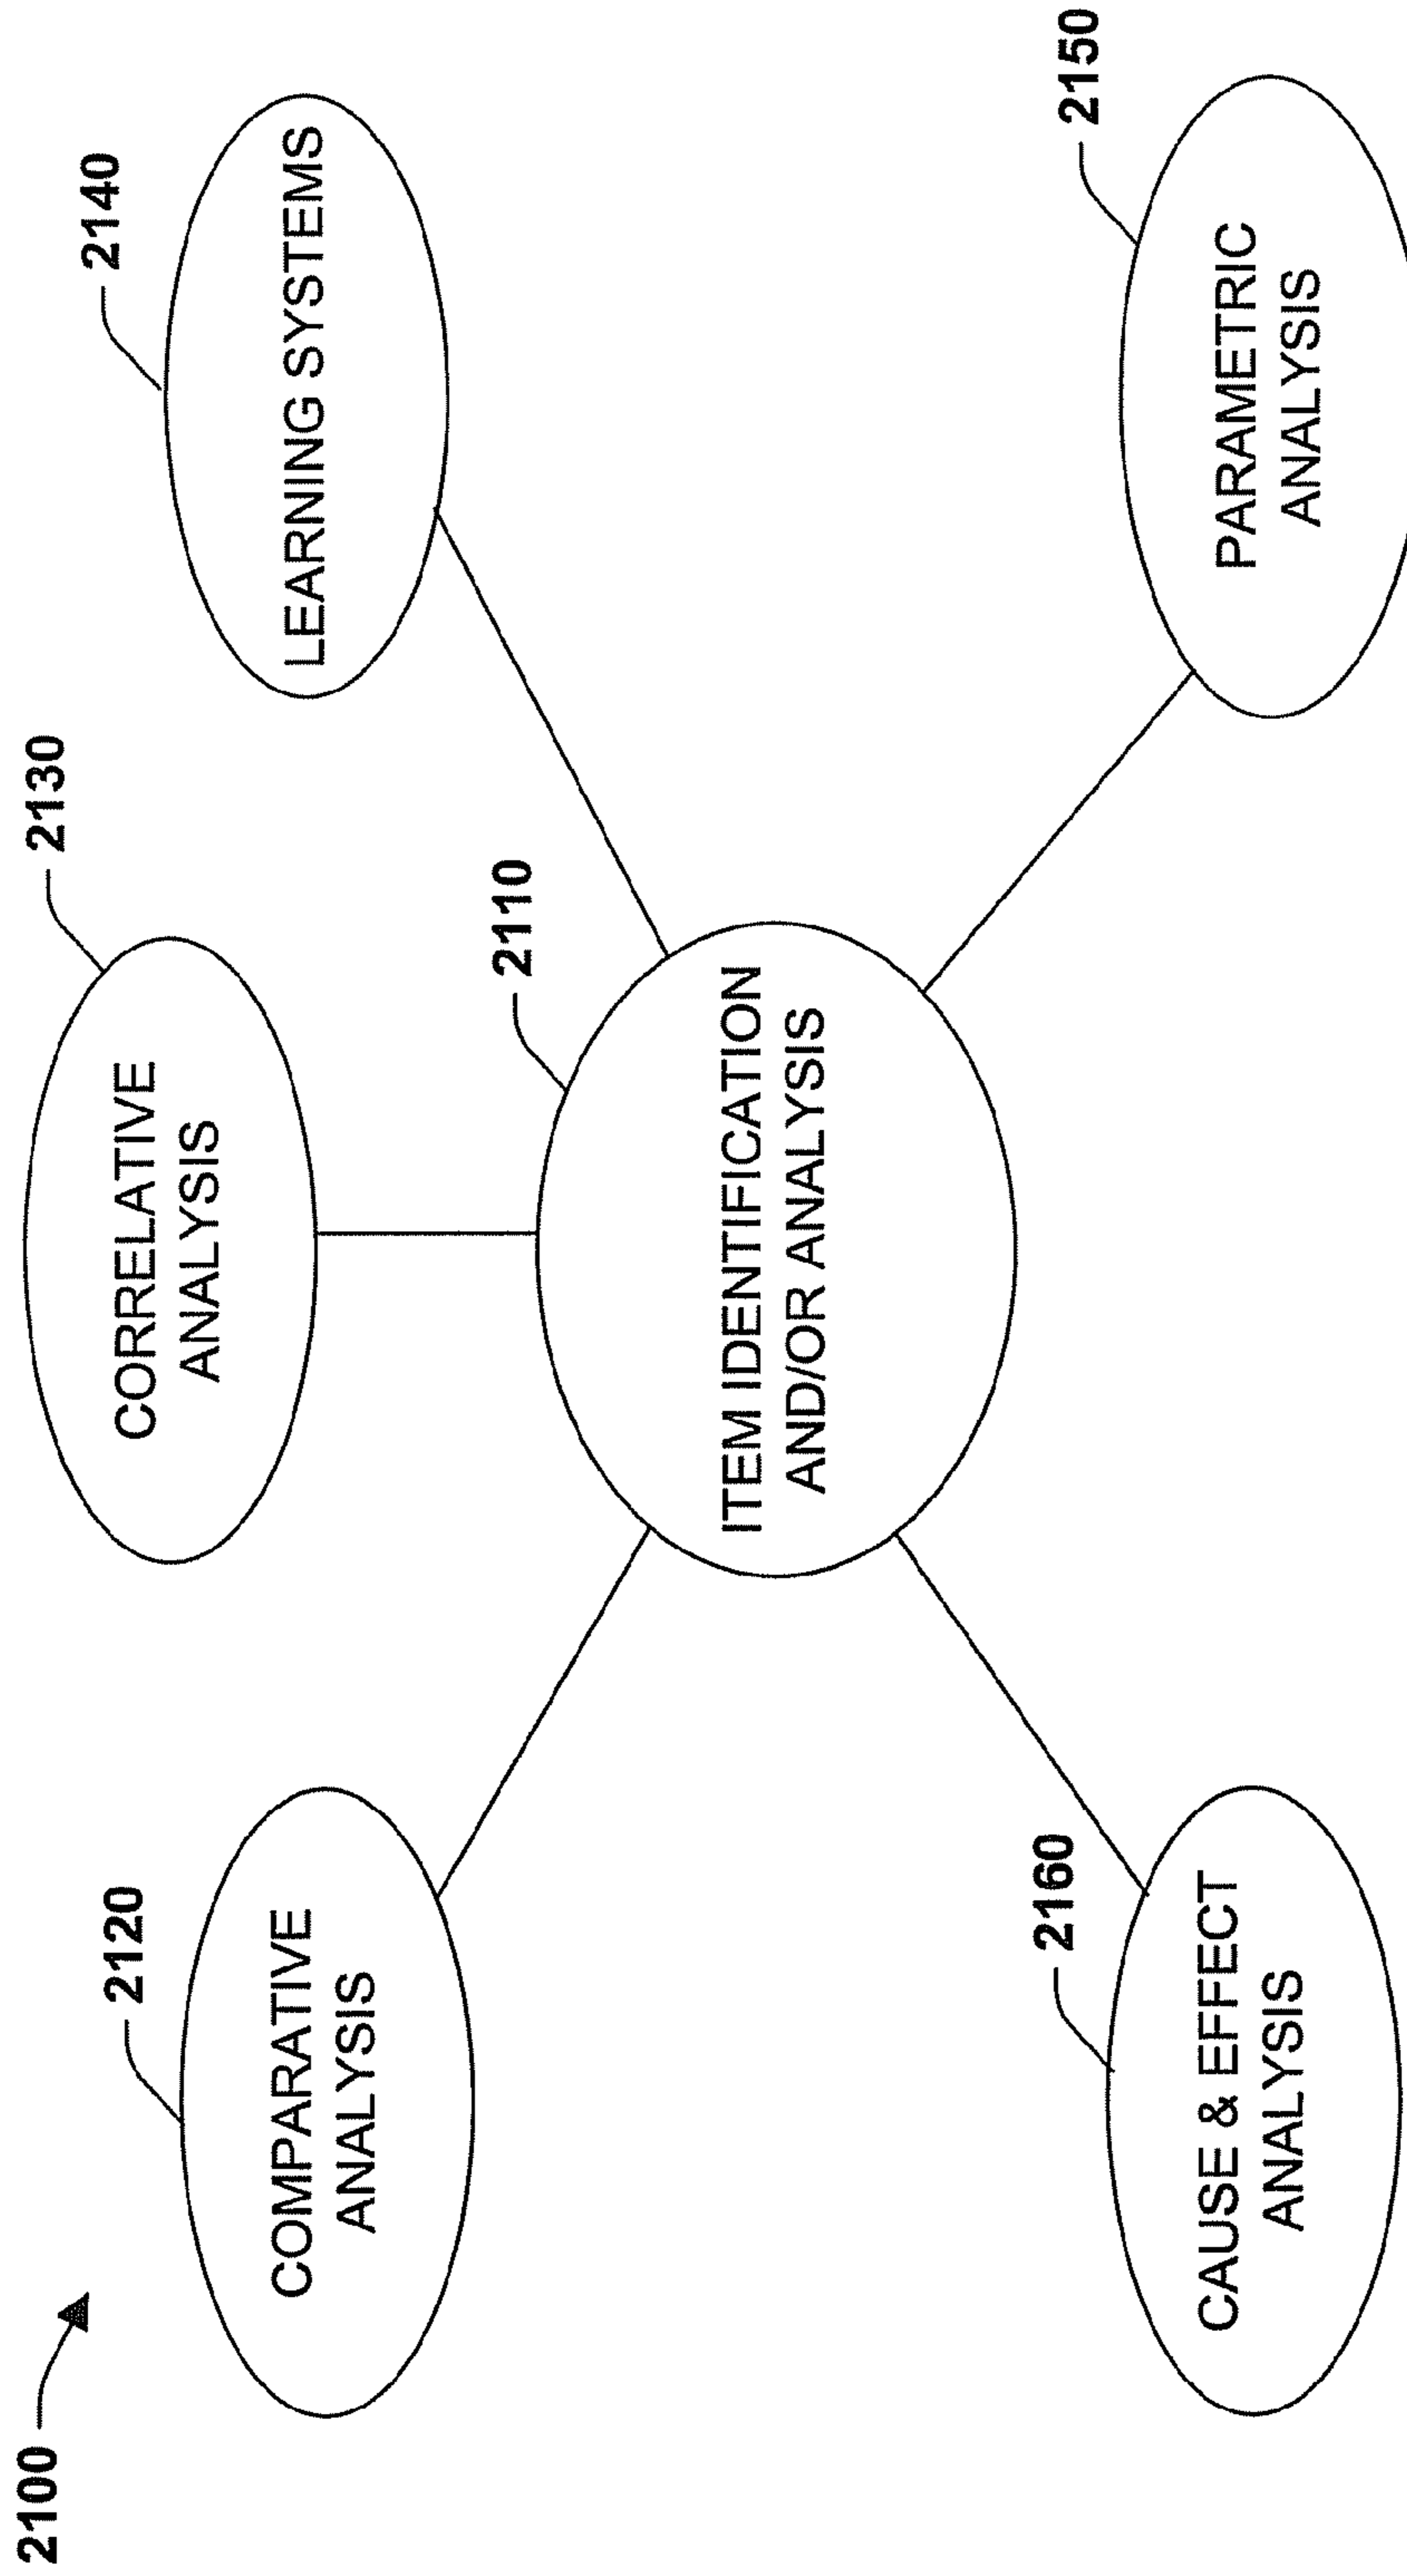 2100
2120
COMPARATIVE
ANALYSIS
2130
CORRELATIVE
ANALYSIS
2140
LEARNING SYSTEMS
2110
ITEM IDENTIFICATION
AND/OR ANALYSIS
2160
CAUSE & EFFECT
ANALYSIS
2150
PARAMETRIC
ANALYSIS